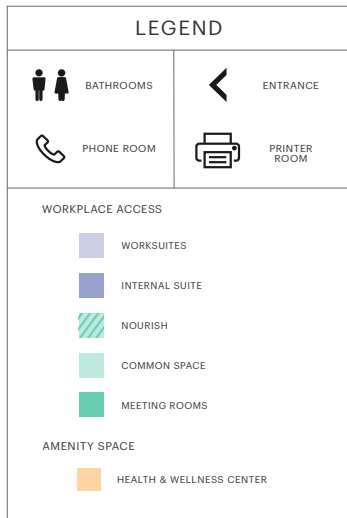 LEGEND
BATHROOMS
ENTRANCE
PHONE ROOM
PRINTER
ROOM
WORKPLACE ACCESS
WORKSUITES
INTERNAL SUITE
NOURISH
COMMON SPACE
MEETING ROOMS
AMENITY SPACE
HEALTH & WELLNESS CENTER